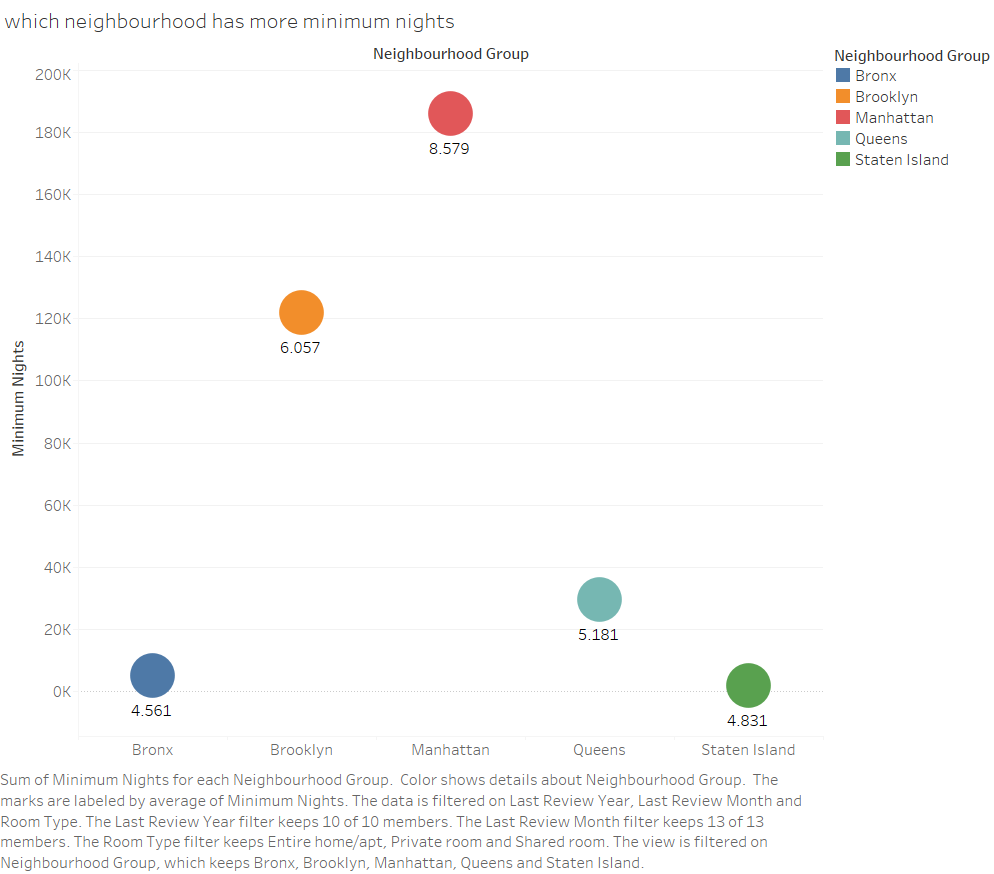 which neighbourhood has more minimum nights
Neighbourhood Group
Neighbourhood Group
Bronx
Brooklyn
Manhattan
Queens
Staten Island
Minimum Nights
200K
180K
160K
140K
120K
100K
80K
60K
40K
20K
0K
8.579
6.057
5.181
4.561
4.831
Bronx
Brooklyn
Manhattan
Queens
Staten Island
Sum of Minimum Nights for each Neighbourhood Group.  Color shows details about Neighbourhood Group.  The
marks are labeled by average of Minimum Nights. The data is filtered on Last Review Year, Last Review Month and
Room Type. The Last Review Year filter keeps 10 of 10 members. The Last Review Month filter keeps 13 of 13
members. The Room Type filter keeps Entire home/apt, Private room and Shared room. The view is filtered on
Neighbourhood Group, which keeps Bronx, Brooklyn, Manhattan, Queens and Staten Island.